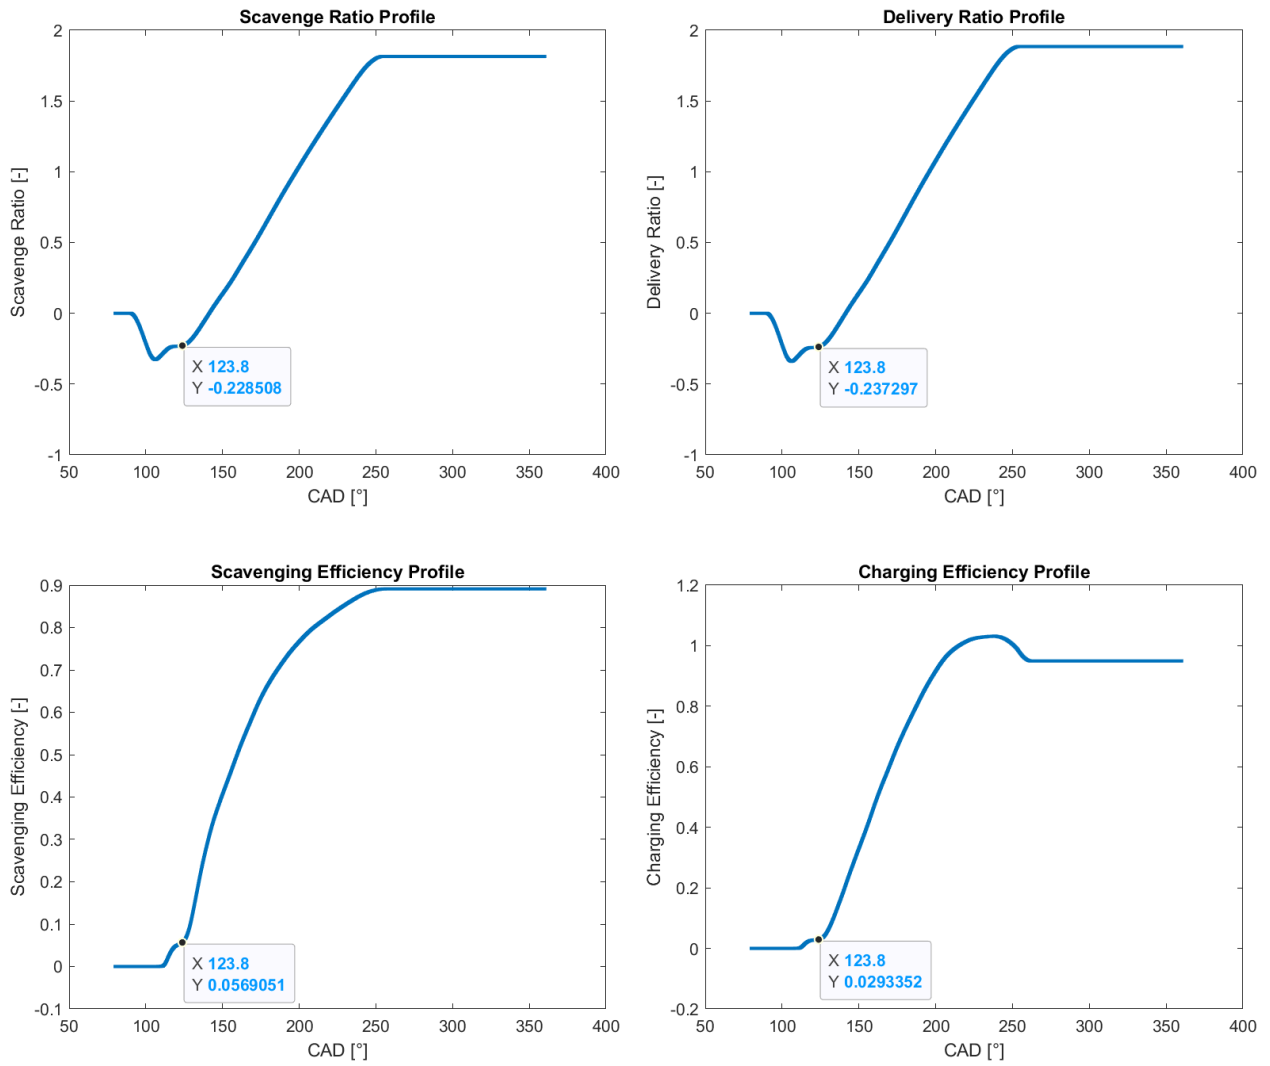 Scavenge Ratio Profile
2
1.5
1
0.5
0
-0.5
-1
Scavenge Ratio [-]
X 123.8
Y -0.228508
50 100 150 200 250 300 350 400
CAD [°]
Delivery Ratio Profile
2
1.5
1
0.5
0
-0.5
-1
Delivery Ratio [-]
X 123.8
Y -0.237297
50 100 150 200 250 300 350 400
CAD [°]
Scavenging Efficiency Profile
0.9
0.8
0.7
0.6
0.5
0.4
0.3
0.2
0.1
0
-0.1
Scavenging Efficiency [-]
X 123.8
Y 0.0569051
50 100 150 200 250 300 350 400
CAD [°]
Charging Efficiency Profile
1.2
1
0.8
0.6
0.4
0.2
0
-0.2
Charging Efficiency [-]
X 123.8
Y 0.0293352
50 100 150 200 250 300 350 400
CAD [°]